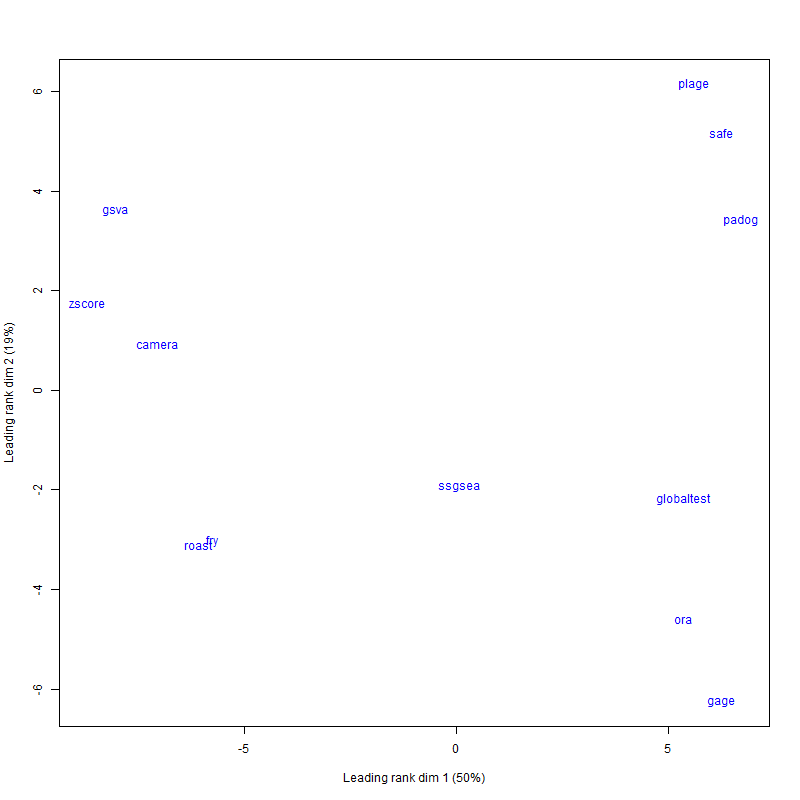 plage
safe
padog
gsva
zscore
camera
ssgsea
globaltest
fry
roast
ora
gage
6
4
2
0
-2
-4
-6
Leading rank dim 2 (19%)
-5
0
5
Leading rank dim 1 (50%)